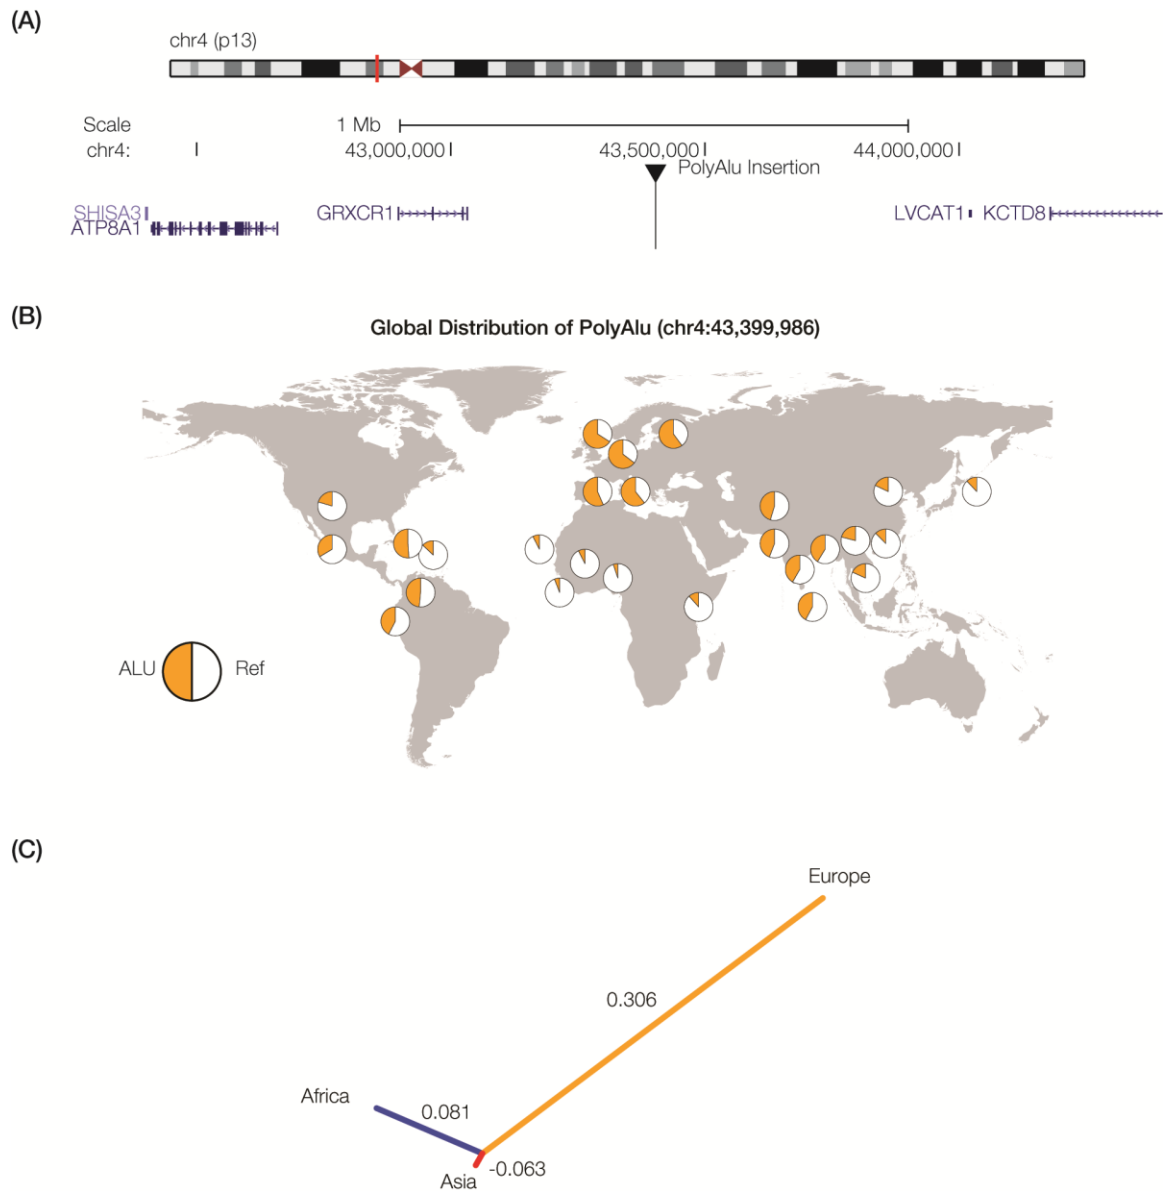 (A)
chr4 (p13)
Scale
1 Mb
chr4:
43,000,000
43,500,000
44,000,000
PolyAlu Insertion
SHISA3
ATP8A1
GRXCR1
LVCAT1
KCTD8
(B)
Global Distribution of PolyAlu (chr4:43,399,986)
ALU
Ref
(C)
Europe
0.306
Africa
0.081
-0.063
Asia